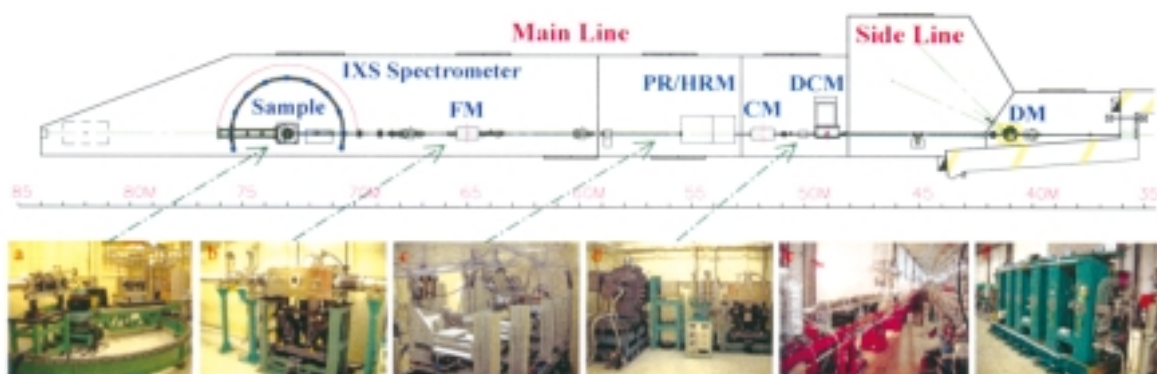 Main Line
Side Line
IXS Spectrometer
PR/HRM
DCM
Sample
FM
CM
DM
85 80M 75 70M 65 60M 55 50M 45 40M 35
a b c